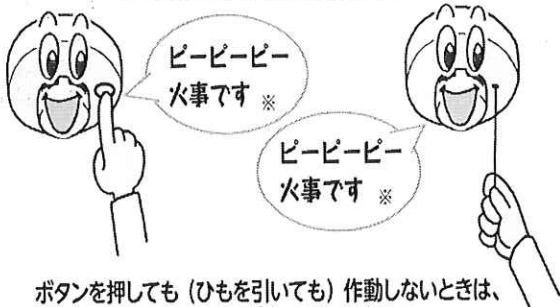 ピーピーピー
火事です ※
ピーピーピー
火事です ※
ボタンを押しても（ひもを引いても）作動しないときは、